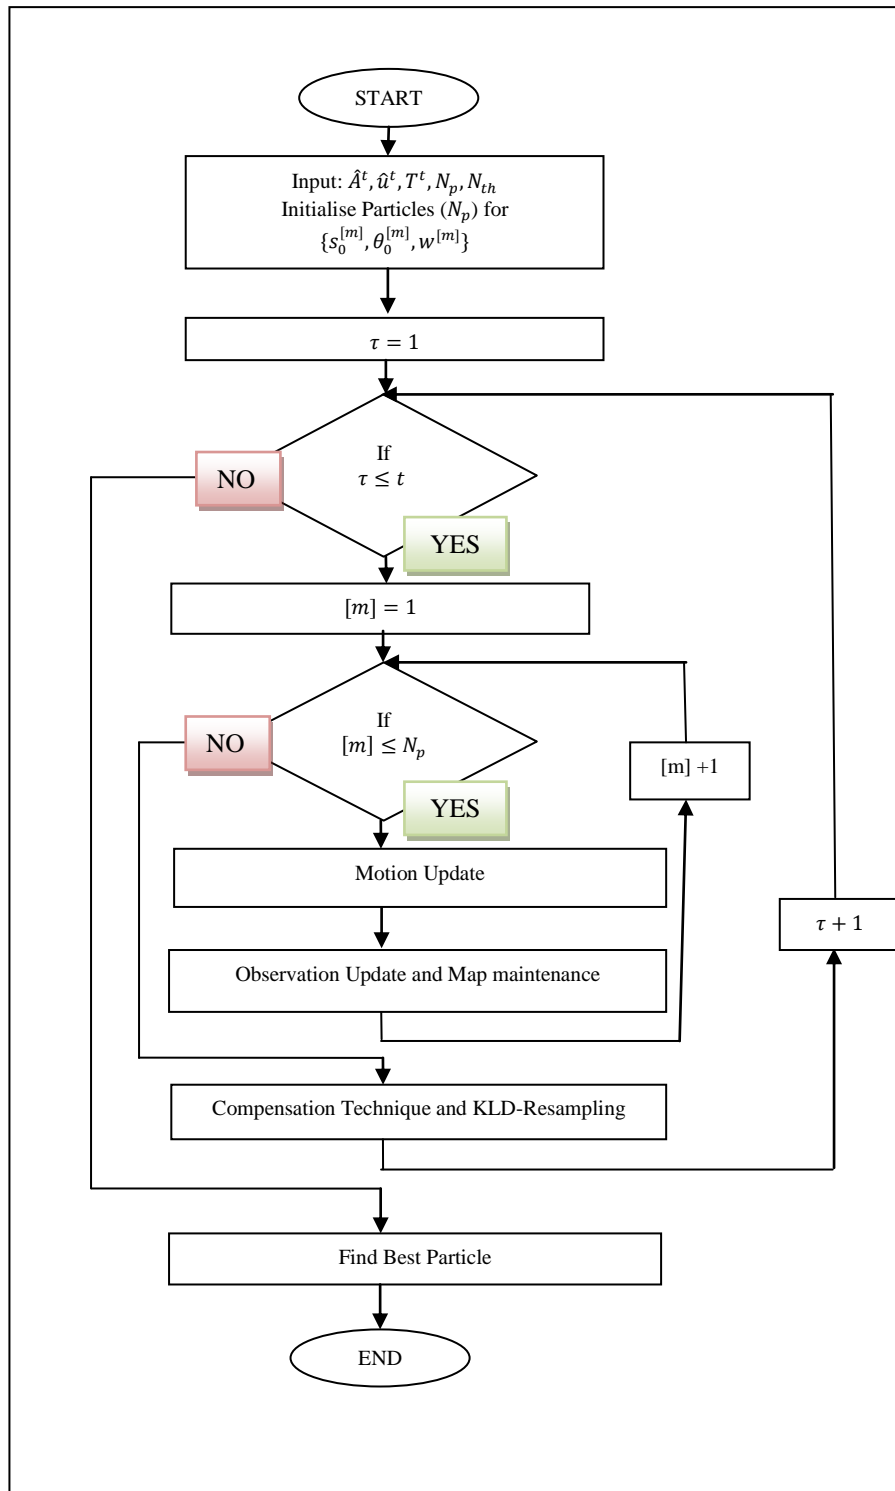 START
Input: Â^t, û^t, T^t, N_p, N_th
Initialise Particles (N_p) for
{s_0^[m], θ_0^[m], w^[m]}
τ = 1
If
τ ≤ t
NO
YES
[m] = 1
If
[m] ≤ N_p
NO
YES
[m] +1
Motion Update
τ + 1
Observation Update and Map maintenance
Compensation Technique and KLD-Resampling
Find Best Particle
END